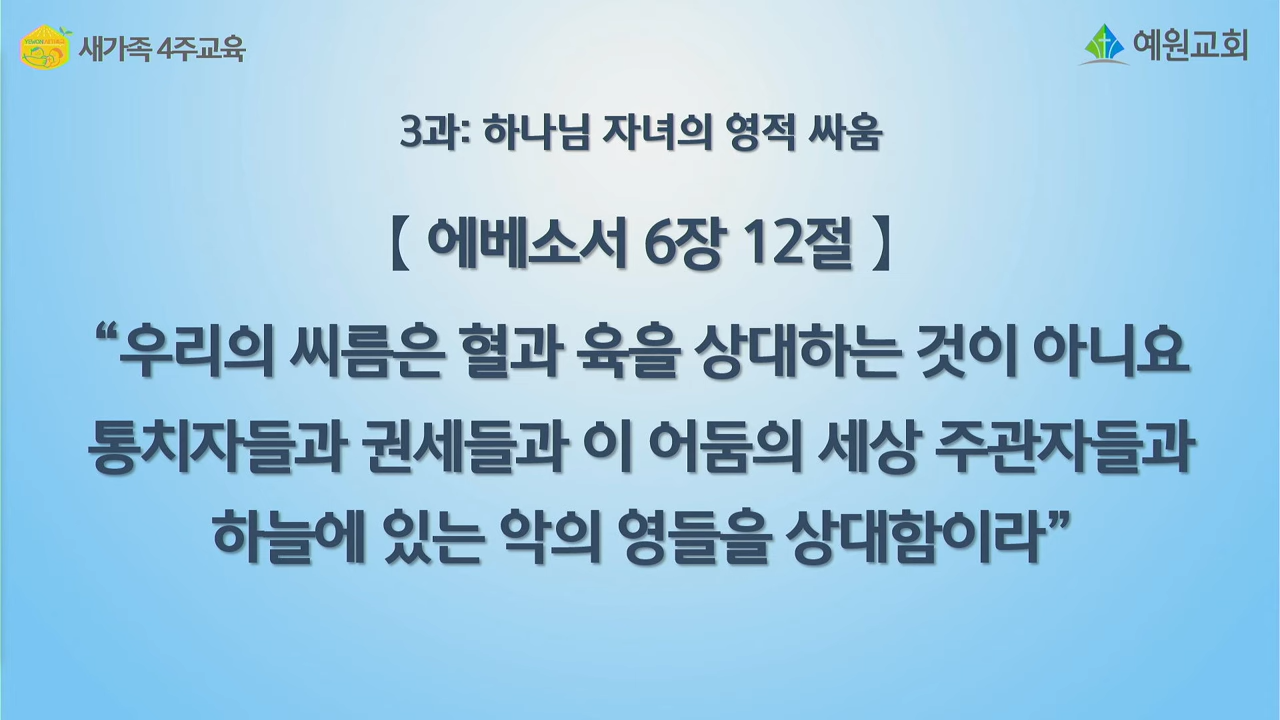 새가족 4주교육
예원교회
3과: 하나님 자녀의 영적 싸움
【 에베소서 6장 12절 】
“우리의 씨름은 혈과 육을 상대하는 것이 아니요
통치자들과 권세들과 이 어둠의 세상 주관자들과
하늘에 있는 악의 영들을 상대함이라”